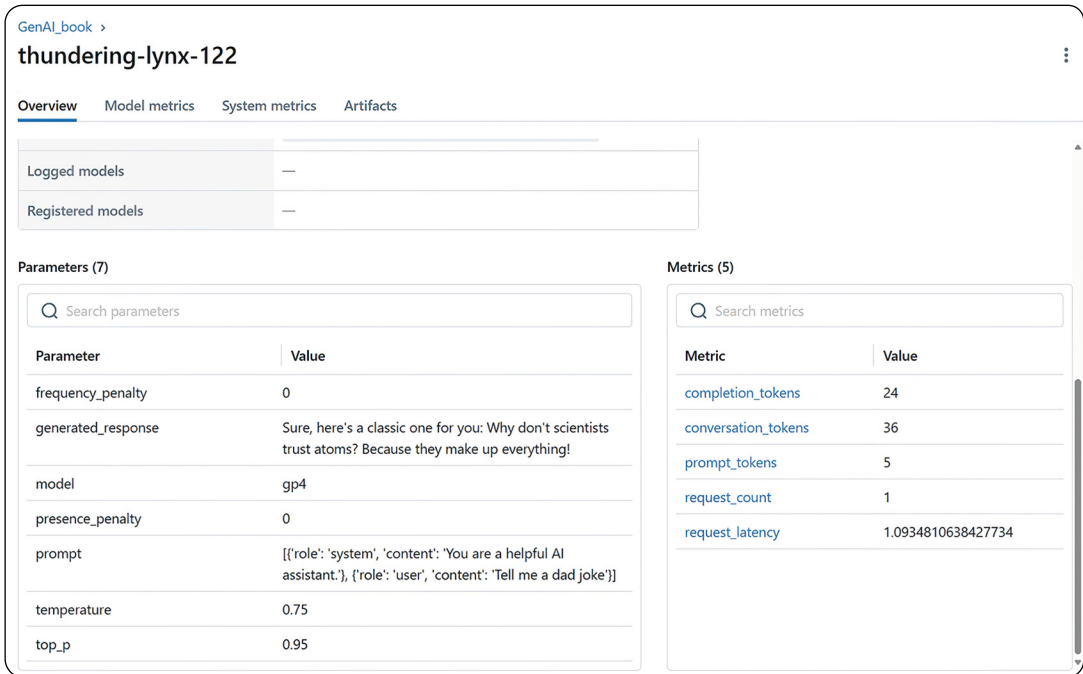 GenAI_book >
thundering-lynx-122
Overview Model metrics System metrics Artifacts
Logged models —
Registered models —
Parameters (7)
Search parameters
Parameter Value
frequency_penalty 0
generated_response Sure, here's a classic one for you: Why don't scientists
trust atoms? Because they make up everything!
model gp4
presence_penalty 0
prompt [{'role': 'system', 'content': 'You are a helpful AI
assistant.'}, {'role': 'user', 'content': 'Tell me a dad joke'}]
temperature 0.75
top_p 0.95
Metrics (5)
Search metrics
Metric Value
completion_tokens 24
conversation_tokens 36
prompt_tokens 5
request_count 1
request_latency 1.0934810638427734